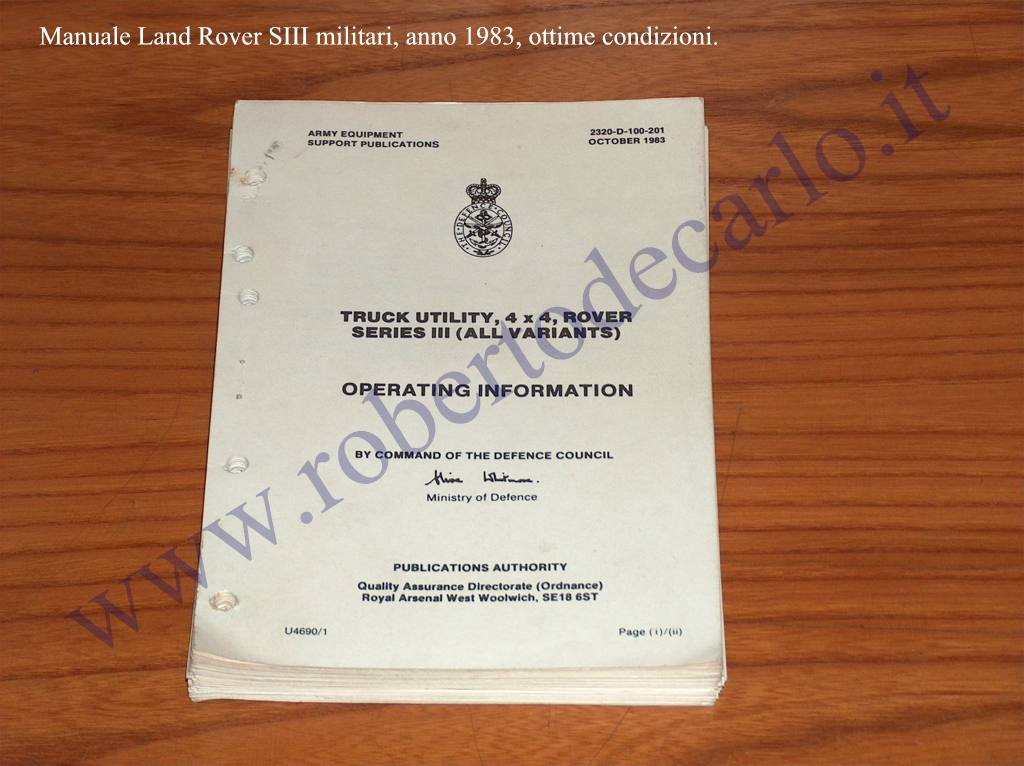 Manuale Land Rover SIII militari, anno 1983, ottime condizioni.
ARMY EQUIPMENT
SUPPORT PUBLICATIONS
2320-D-100-201
OCTOBER 1983
THE DEFENCE COUNCIL
TRUCK UTILITY, 4 x 4, ROVER
SERIES III (ALL VARIANTS)
OPERATING INFORMATION
BY COMMAND OF THE DEFENCE COUNCIL
Ministry of Defence
PUBLICATIONS AUTHORITY
Quality Assurance Directorate (Ordnance)
Royal Arsenal West Woolwich, SE18 6ST
U4690/1
Page (i)/(ii)
www.robertodecarlo.it